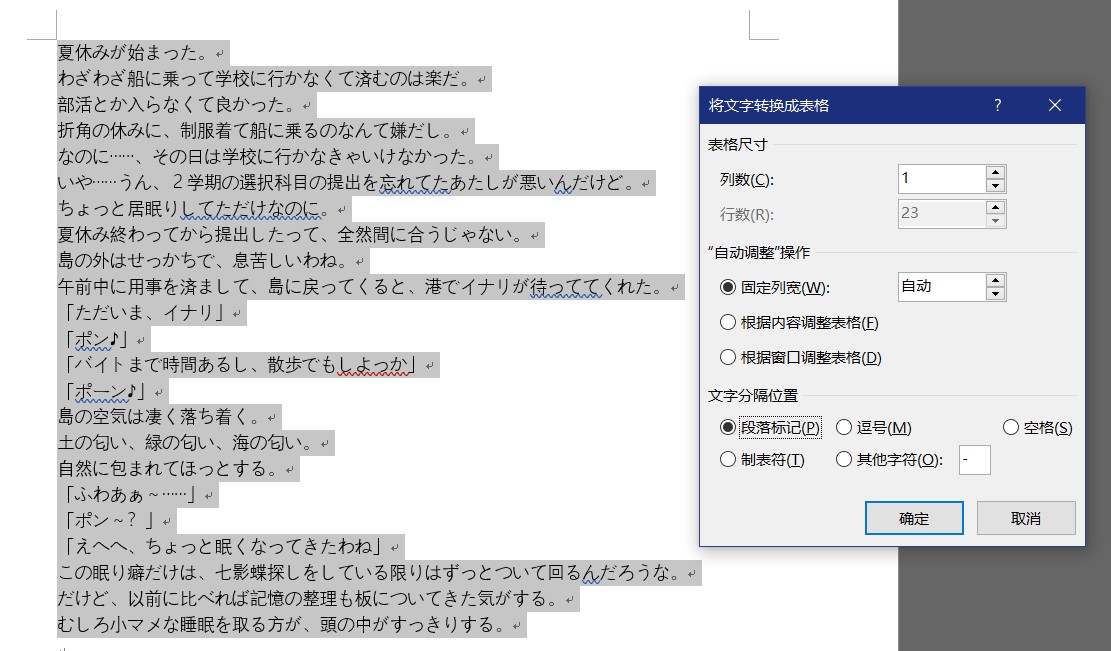 夏休みが始まった。
わざわざ船に乗って学校に行かなくて済むのは楽だ。
部活とか入らなくて良かった。
折角の休みに、制服着て船に乗るのなんて嫌だし。
なのに……、その日は学校に行かなきゃいけなかった。
いや……うん、２学期の選択科目の提出を忘れてたあたしが悪いんだけど。
ちょっと居眠りしてただけなのに。
夏休み終わってから提出したって、全然間に合うじゃない。
島の外はせっかちで、息苦しいわね。
午前中に用事を済まして、島に戻ってくると、港でイナリが待っててくれた。
「ただいま、イナリ」
「ポン♪」
「バイトまで時間あるし、散歩でもしよっか」
「ポーン♪」
島の空気は凄く落ち着く。
土の匂い、緑の匂い、海の匂い。
自然に包まれてほっとする。
「ふわあぁ～……」
「ポン～？」
「えへへ、ちょっと眠くなってきたわね」
この眠り癖だけは、七影蝶探しをしている限りはずっとついて回るんだろうな。
だけど、以前に比べれば記憶の整理も板についてきた気がする。
むしろ小マメな睡眠を取る方が、頭の中がすっきりする。
将文字转换成表格 ?
表格尺寸
列数(C): 1
行数(R): 23
“自动调整”操作
固定列宽(W): 自动
根据内容调整表格(F)
根据窗口调整表格(D)
文字分隔位置
段落标记(P) 逗号(M) 空格(S)
制表符(T) 其他字符(O): -
确定 取消